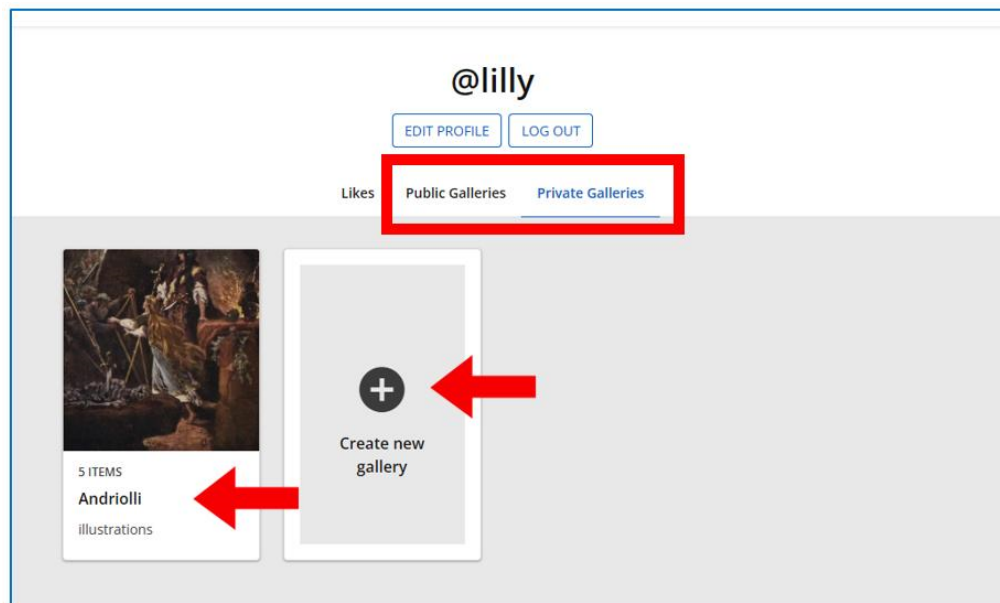 @lilly
EDIT PROFILE LOG OUT
Likes Public Galleries Private Galleries
5 ITEMS
Andriolli
illustrations
Create new
gallery